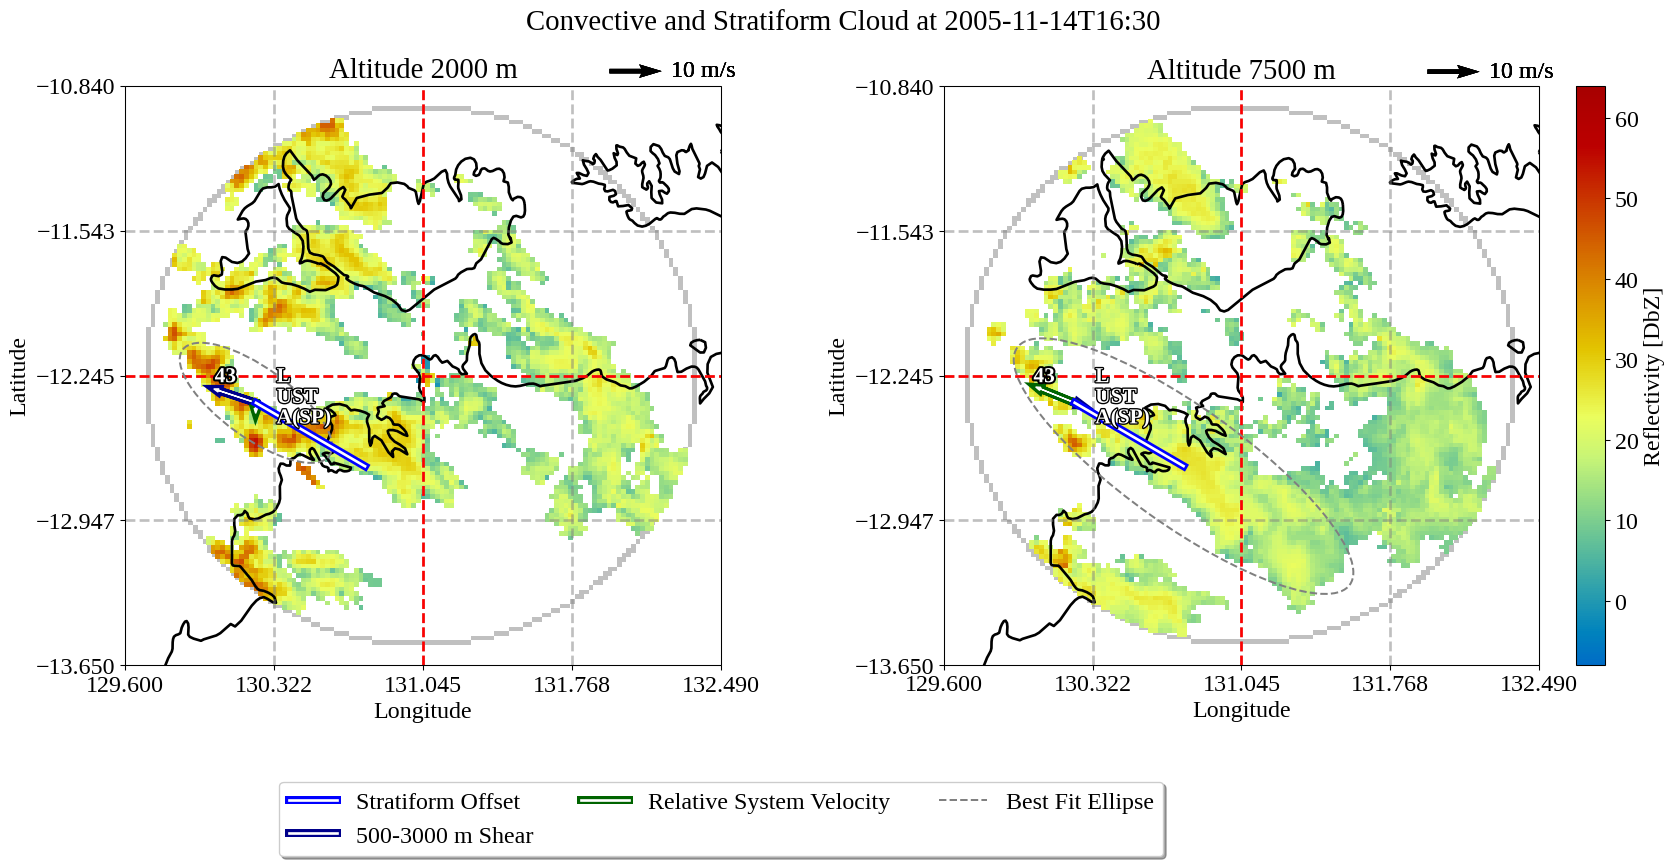 Convective and Stratiform Cloud at 2005-11-14T16:30
Altitude 2000 m
10 m/s
Altitude 7500 m
10 m/s
−10.840
−11.543
−12.245
−12.947
−13.650
Latitude
129.600
130.322
131.045
131.768
132.490
Longitude
43
L
UST
A(SP)
−10.840
−11.543
−12.245
−12.947
−13.650
Latitude
129.600
130.322
131.045
131.768
132.490
Longitude
43
L
UST
A(SP)
60
50
40
30
20
10
0
Reflectivity [DbZ]
Stratiform Offset
Relative System Velocity
Best Fit Ellipse
500-3000 m Shear